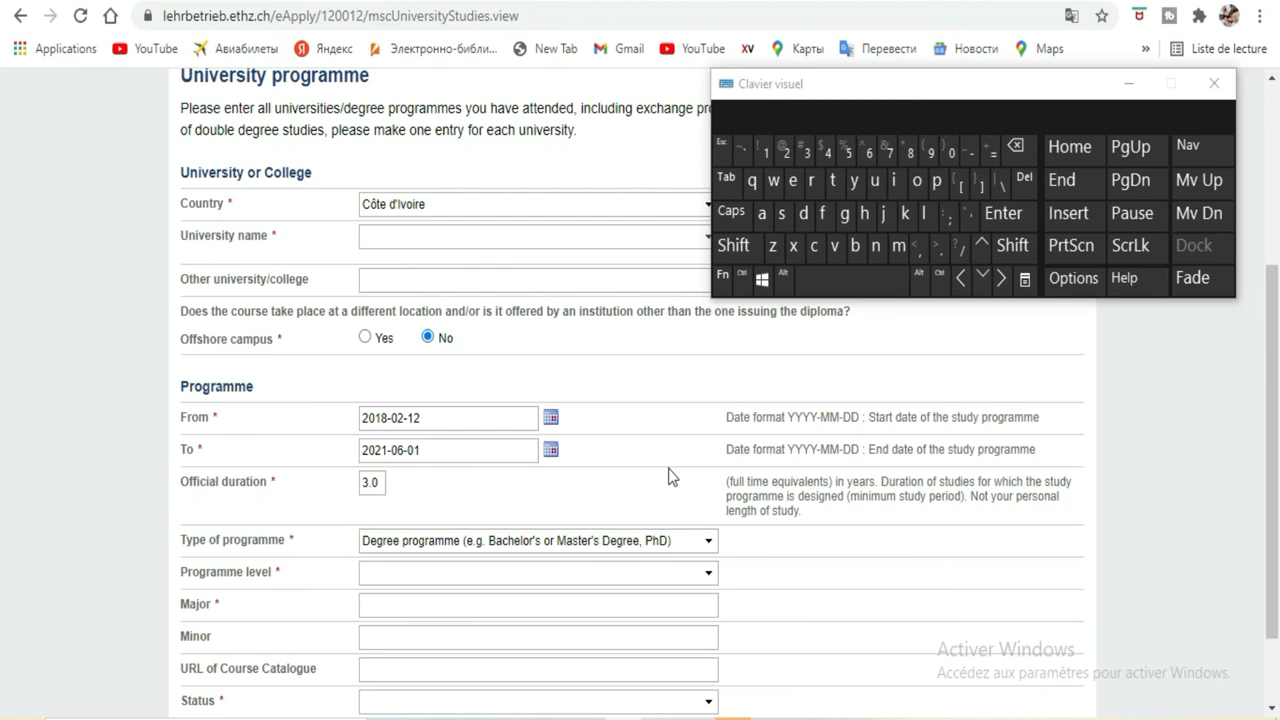 lehrbetrieb.ethz.ch/eApply/120012/mscUniversityStudies.view
Applications YouTube Авиабилеты Яндекс Электронно-библи... New Tab Gmail YouTube XV Карты Перевести Новости Maps » Liste de lecture
University programme
Please enter all universities/degree programmes you have attended, including exchange
of double degree studies, please make one entry for each university.
University or College
Country * Côte d'Ivoire
University name *
Other university/college
Does the course take place at a different location and/or is it offered by an institution other than the one issuing the diploma?
Offshore campus * Yes No
Programme
From * 2018-02-12 Date format YYYY-MM-DD : Start date of the study programme
To * 2021-06-01 Date format YYYY-MM-DD : End date of the study programme
Official duration * 3.0 (full time equivalents) in years. Duration of studies for which the study
programme is designed (minimum study period). Not your personal
length of study.
Type of programme * Degree programme (e.g. Bachelor's or Master's Degree, PhD)
Programme level *
Major *
Minor
URL of Course Catalogue
Status *
Clavier visuel
Esc ~ ` ! 1 @ 2 # 3 $ 4 % 5 ^ 6 & 7 * 8 ( 9 ) 0 _ - + = Home PgUp Nav
Tab q w e r t y u i o p { [ } ] | \ Del End PgDn Mv Up
Caps a s d f g h j k l : ; " ' Enter Insert Pause Mv Dn
Shift z x c v b n m < , > . ? / Shift PrtScn ScrLk Dock
Fn Ctrl Alt Alt Ctrl Options Help Fade
Activer Windows
Accédez aux paramètres pour activer Windows.